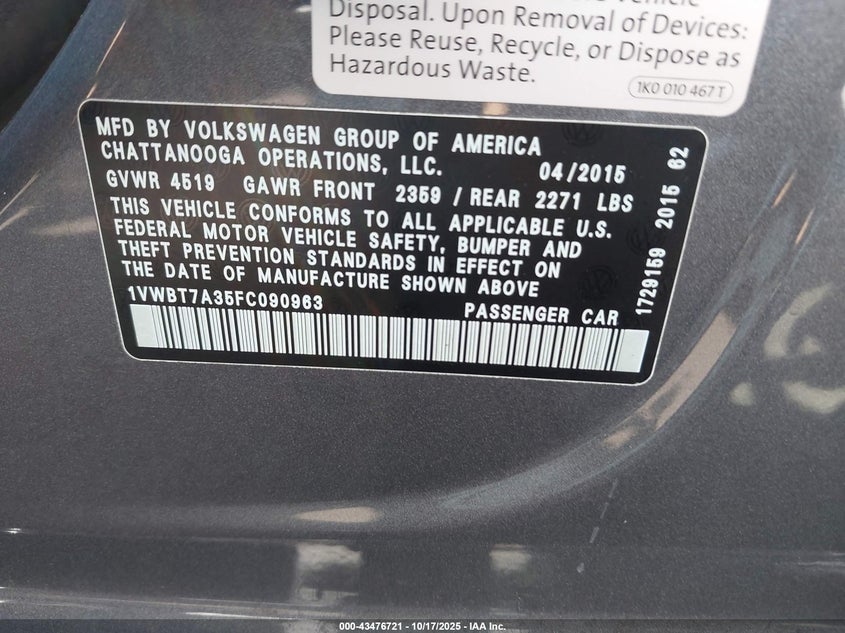 Disposal. Upon Removal of Devices:
Please Reuse, Recycle, or Dispose as
Hazardous Waste.
1K0 010 467 T
MFD BY VOLKSWAGEN GROUP OF AMERICA
CHATTANOOGA OPERATIONS, LLC. 04/2015
GVWR 4519 GAWR FRONT 2359 / REAR 2271 LBS
THIS VEHICLE CONFORMS TO ALL APPLICABLE U.S.
FEDERAL MOTOR VEHICLE SAFETY, BUMPER AND
THEFT PREVENTION STANDARDS IN EFFECT ON
THE DATE OF MANUFACTURE SHOWN ABOVE
1VWBT7A35FC090963 PASSENGER CAR
1729159 2015 62
000-43476721 - 10/17/2025 - IAA Inc.